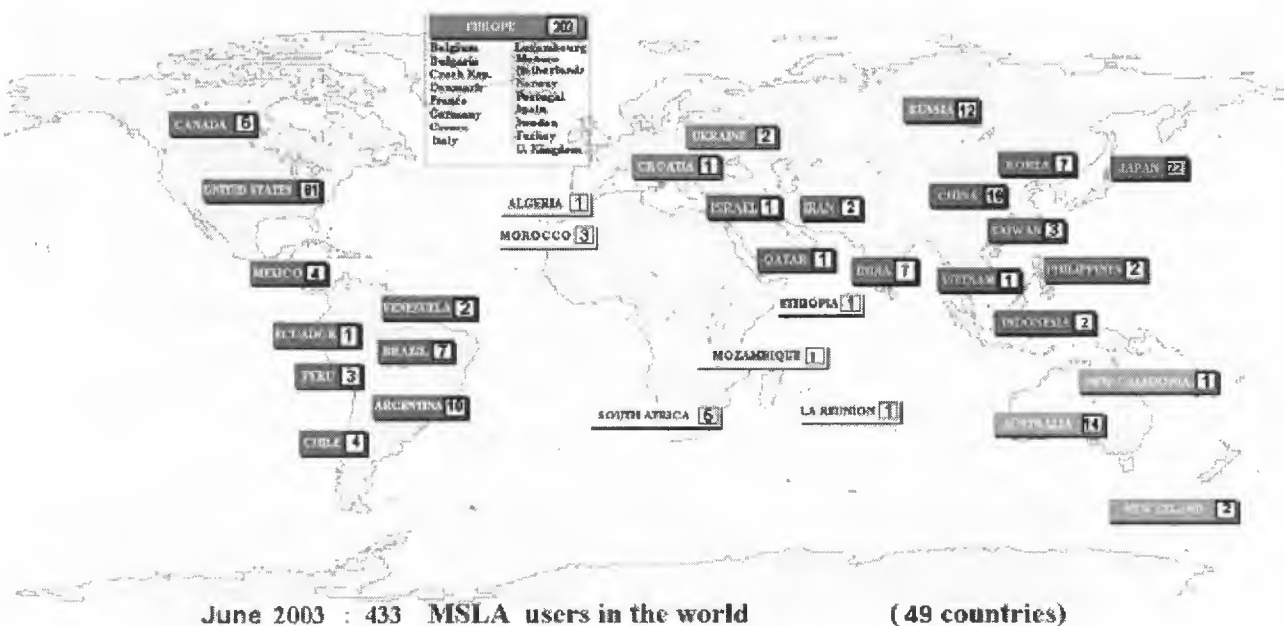 EUROPE
Belgium
Bulgaria
Czech Rep.
Denmark
France
Germany
Greece
Italy
Luxembourg
Monaco
Netherlands
Norway
Portugal
Spain
Sweden
Turkey
U. Kingdom
CANADA 6
UNITED STATES 81
MEXICO 4
VENEZUELA 2
ECUADOR 1
BRAZIL 7
PERU 3
ARGENTINA 10
CHILE 4
ALGERIA 1
MOROCCO 3
UKRAINE 2
CROATIA 1
ISRAEL 1
IRAN 2
QATAR 1
INDIA 7
ETHIOPIA 1
MOZAMBIQUE 1
SOUTH AFRICA 6
LA REUNION 1
RUSSIA 12
KOREA 7
JAPAN 22
CHINA 16
TAIWAN 3
VIETNAM 1
PHILIPPINES 2
INDONESIA 2
NEW CALEDONIA 1
AUSTRALIA 14
NEW ZELAND 2
June 2003 : 433 MSLA users in the world (49 countries)